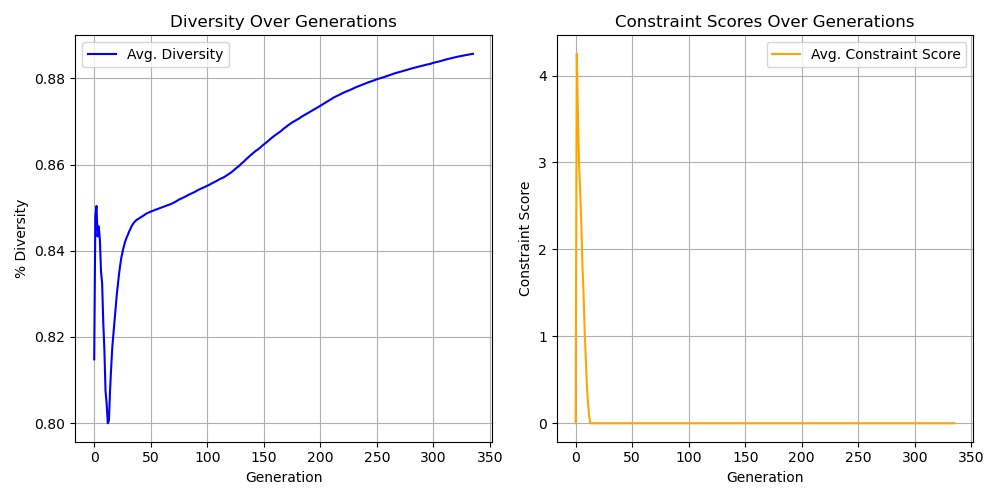 Diversity Over Generations
Avg. Diversity
% Diversity
0.88
0.86
0.84
0.82
0.80
0 50 100 150 200 250 300 350
Generation
Constraint Scores Over Generations
Avg. Constraint Score
Constraint Score
4
3
2
1
0
0 50 100 150 200 250 300 350
Generation